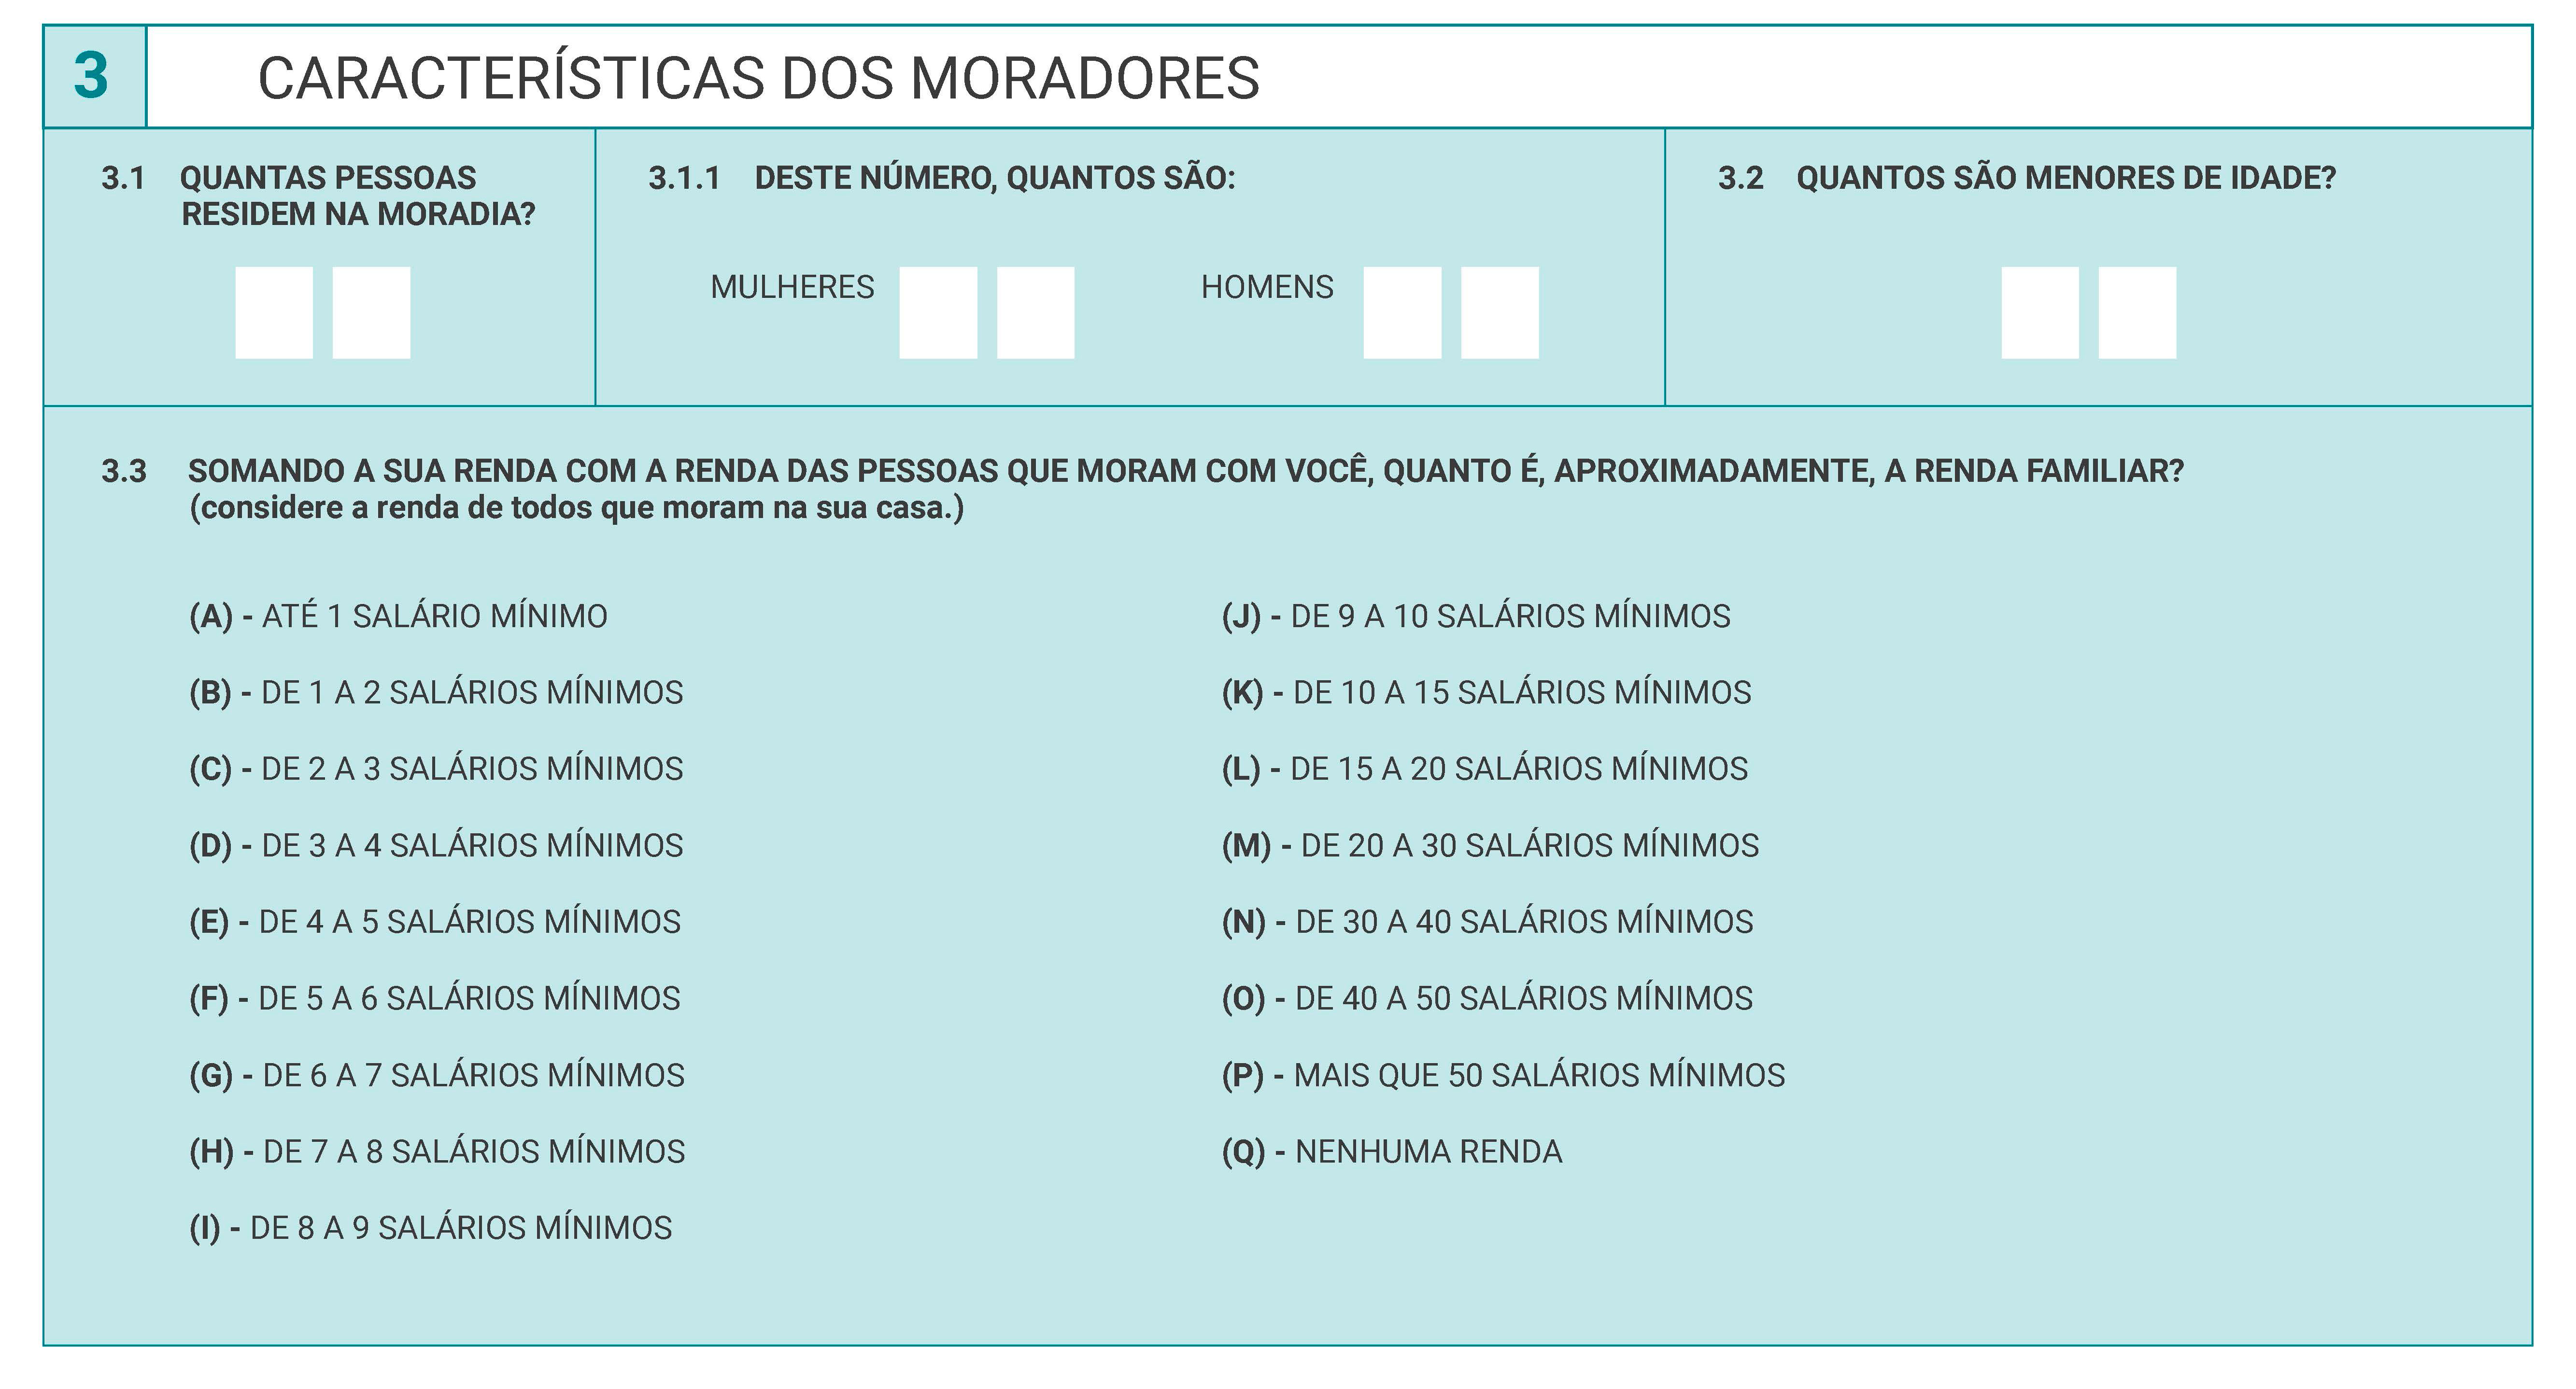 3 CARACTERÍSTICAS DOS MORADORES
3.1 QUANTAS PESSOAS
RESIDEM NA MORADIA?
3.1.1 DESTE NÚMERO, QUANTOS SÃO:
MULHERES HOMENS
3.2 QUANTOS SÃO MENORES DE IDADE?
3.3 SOMANDO A SUA RENDA COM A RENDA DAS PESSOAS QUE MORAM COM VOCÊ, QUANTO É, APROXIMADAMENTE, A RENDA FAMILIAR?
(considere a renda de todos que moram na sua casa.)
(A) - ATÉ 1 SALÁRIO MÍNIMO
(B) - DE 1 A 2 SALÁRIOS MÍNIMOS
(C) - DE 2 A 3 SALÁRIOS MÍNIMOS
(D) - DE 3 A 4 SALÁRIOS MÍNIMOS
(E) - DE 4 A 5 SALÁRIOS MÍNIMOS
(F) - DE 5 A 6 SALÁRIOS MÍNIMOS
(G) - DE 6 A 7 SALÁRIOS MÍNIMOS
(H) - DE 7 A 8 SALÁRIOS MÍNIMOS
(I) - DE 8 A 9 SALÁRIOS MÍNIMOS
(J) - DE 9 A 10 SALÁRIOS MÍNIMOS
(K) - DE 10 A 15 SALÁRIOS MÍNIMOS
(L) - DE 15 A 20 SALÁRIOS MÍNIMOS
(M) - DE 20 A 30 SALÁRIOS MÍNIMOS
(N) - DE 30 A 40 SALÁRIOS MÍNIMOS
(O) - DE 40 A 50 SALÁRIOS MÍNIMOS
(P) - MAIS QUE 50 SALÁRIOS MÍNIMOS
(Q) - NENHUMA RENDA